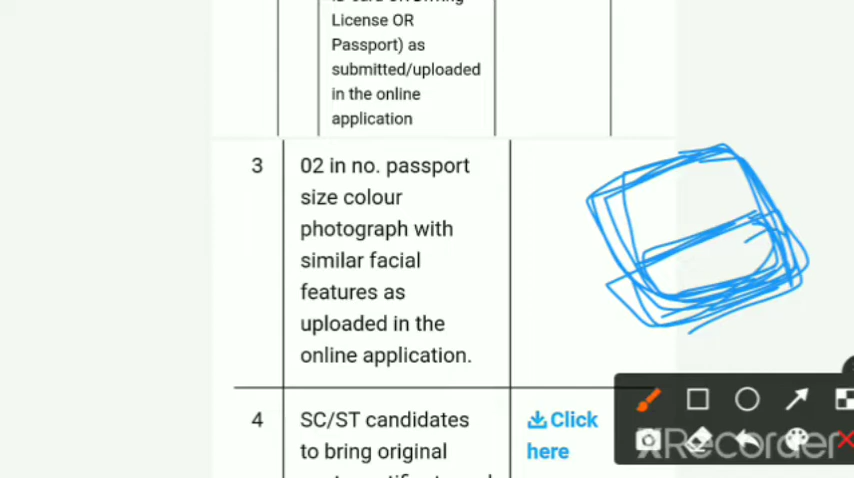 License OR
Passport) as
submitted/uploaded
in the online
application
3
02 in no. passport
size colour
photograph with
similar facial
features as
uploaded in the
online application.
4
SC/ST candidates
to bring original
Click
here
XRecorder